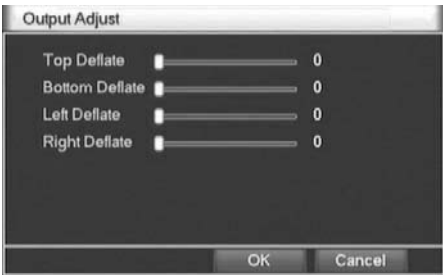 Output Adjust
Top Deflate 0
Bottom Deflate 0
Left Deflate 0
Right Deflate 0
OK Cancel